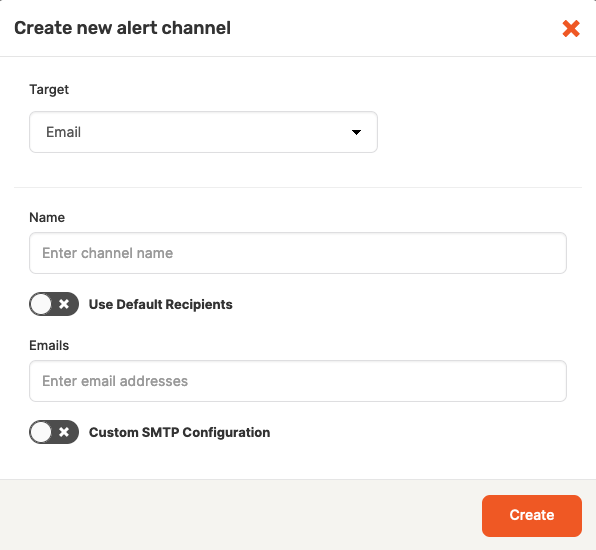 Create new alert channel
Target
Email
Name
Enter channel name
Use Default Recipients
Emails
Enter email addresses
Custom SMTP Configuration
Create